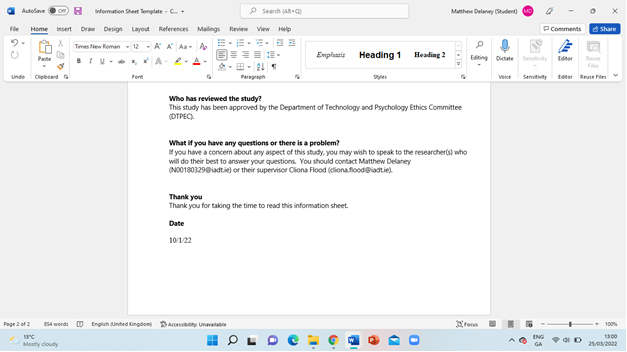 AutoSave Off Information Sheet Template - C... Search (Alt+Q) Matthew Delaney (Student) MD
File Home Insert Draw Design Layout References Mailings Review View Help Comments Share
Times New Roman 12 A A Aa A
Paste B I U ab x₂ x² A A
Emphasis Heading 1 Heading 2
Editing Dictate Sensitivity Editor Pause Files
Undo Clipboard Font Paragraph Styles Voice Sensitivity Editor Reuse Files
Who has reviewed the study?
This study has been approved by the Department of Technology and Psychology Ethics Committee
(DTPEC).
What if you have any questions or there is a problem?
If you have a concern about any aspect of this study, you may wish to speak to the researcher(s) who
will do their best to answer your questions. You should contact Matthew Delaney
(N00180329@iadt.ie) or their supervisor Cliona Flood (cliona.flood@iadt.ie).
Thank you
Thank you for taking the time to read this information sheet.
Date
10/1/22
Page 2 of 2 854 words English (United Kingdom) Accessibility: Unavailable Focus 100%
15°C
Mostly cloudy
ENG
GA
13:00
25/03/2022